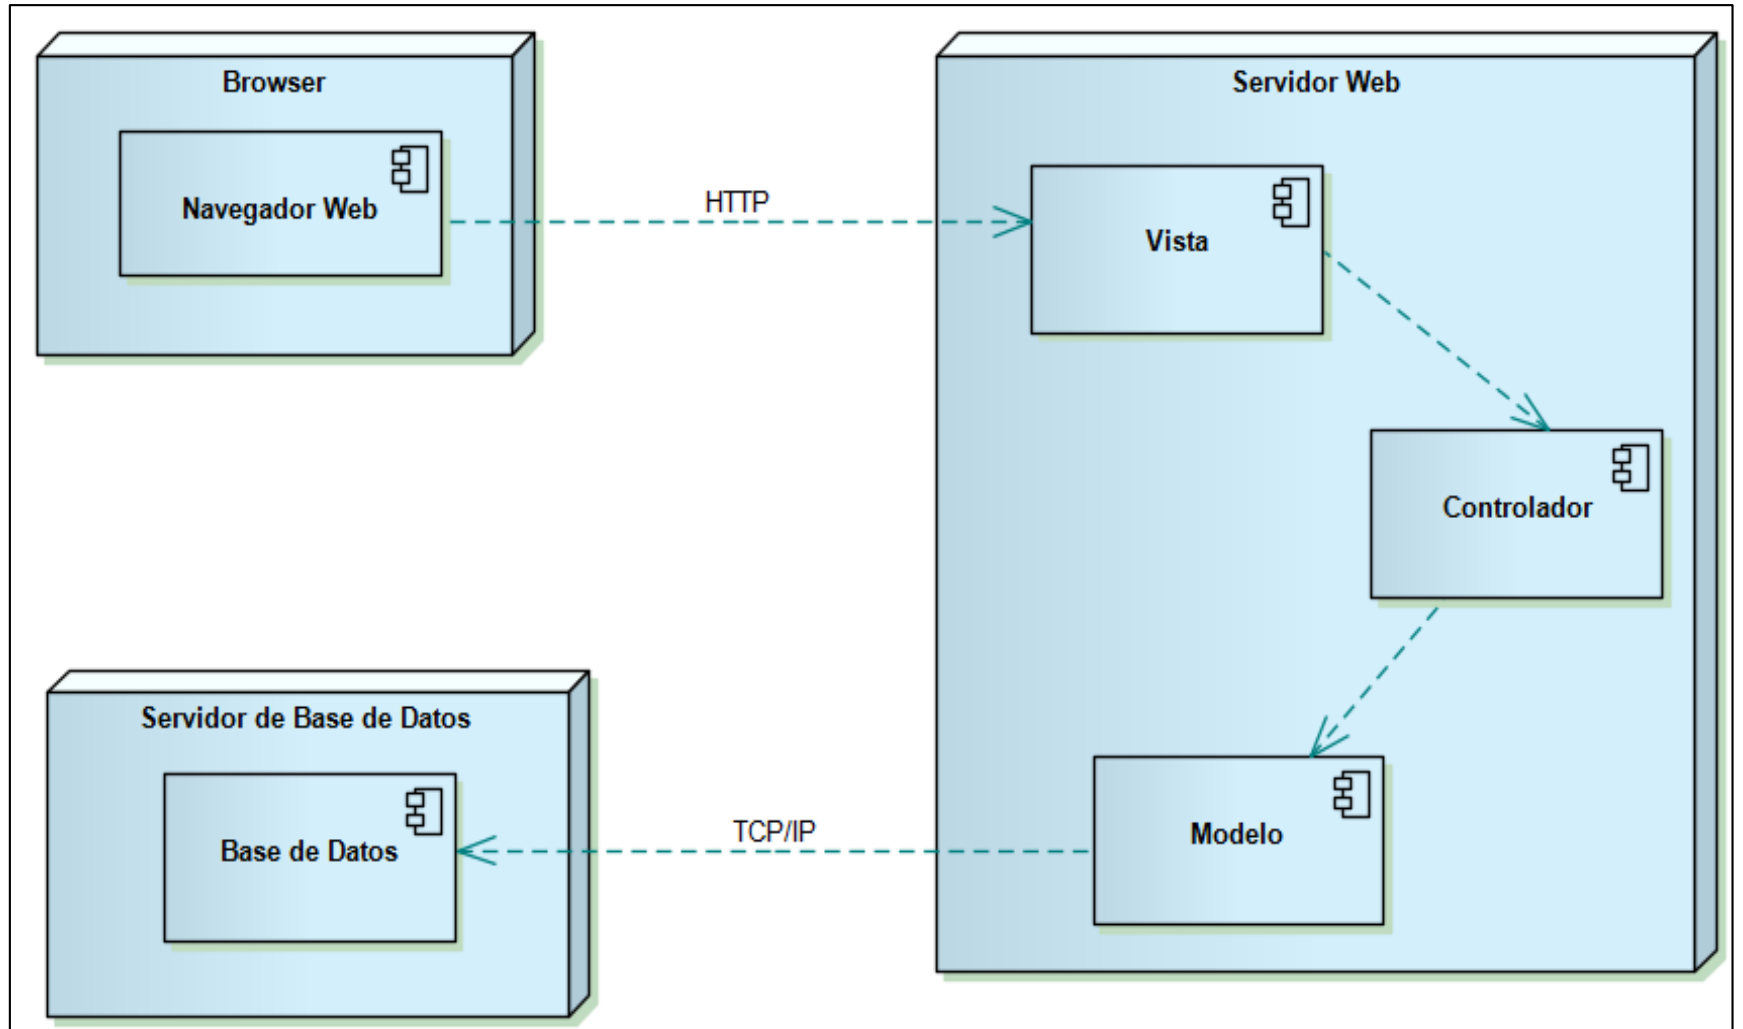 Browser
Navegador Web
HTTP
Servidor Web
Vista
Controlador
Modelo
TCP/IP
Servidor de Base de Datos
Base de Datos